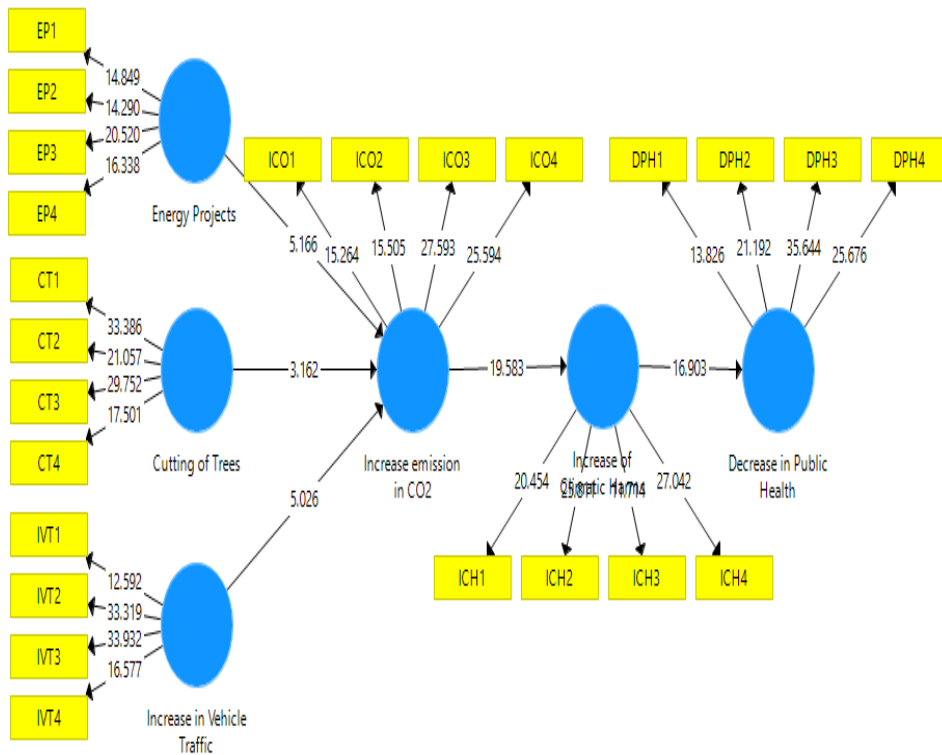 EP1
14.849
EP2
14.290
EP3
20.520
EP4
16.338
Energy Projects
ICO1
ICO2
ICO3
ICO4
5.166
15.264
15.505
27.593
25.594
DPH1
DPH2
DPH3
DPH4
13.826
21.192
35.644
25.676
CT1
33.386
CT2
21.057
CT3
29.752
CT4
17.501
Cutting of Trees
3.162
Increase emission
in CO2
19.583
Increase of
Climatic Harm
16.903
Decrease in Public
Health
20.454
27.042
ICH1
ICH2
ICH3
ICH4
5.026
IVT1
12.592
IVT2
33.319
IVT3
33.932
IVT4
16.577
Increase in Vehicle
Traffic